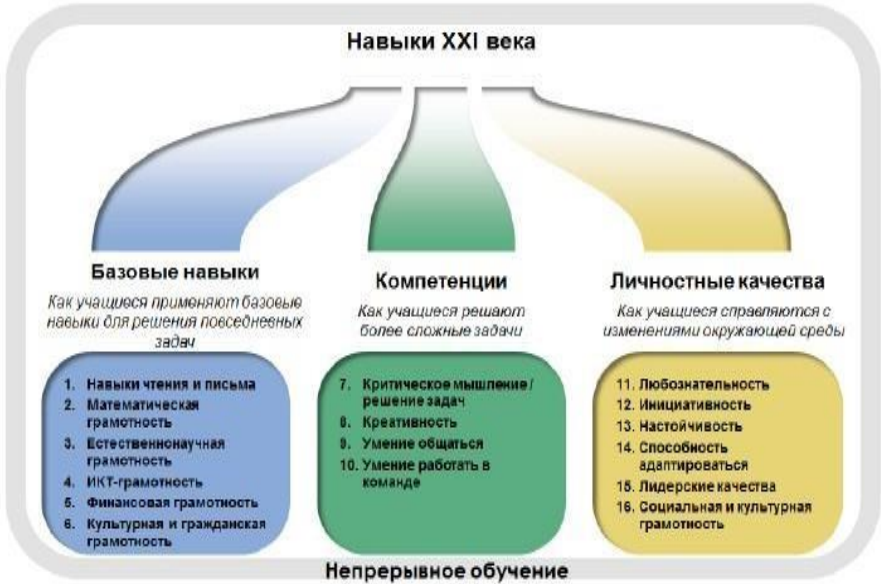 Навыки XXI века
Базовые навыки
Как учащиеся применяют базовые
навыки для решения повседневных
задач
1. Навыки чтения и письма
2. Математическая
грамотность
3. Естественнонаучная
грамотность
4. ИКТ-грамотность
5. Финансовая грамотность
6. Культурная и гражданская
грамотность
Компетенции
Как учащиеся решают
более сложные задачи
7. Критическое мышление /
решение задач
8. Креативность
9. Умение общаться
10. Умение работать в
команде
Личностные качества
Как учащиеся справляются с
изменениями окружающей среды
11. Любознательность
12. Инициативность
13. Настойчивость
14. Способность
адаптироваться
15. Лидерские качества
16. Социальная и культурная
грамотность
Непрерывное обучение